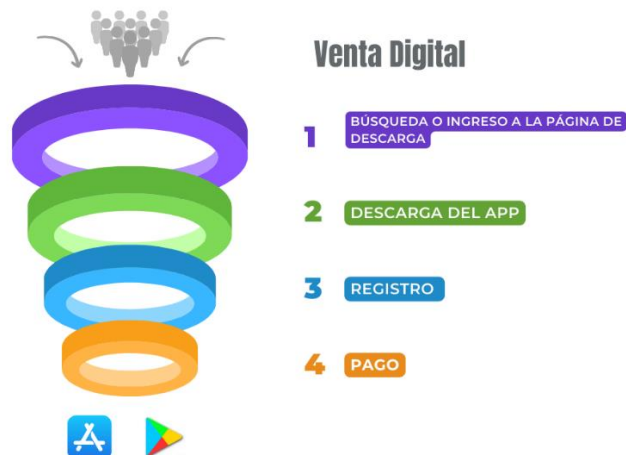 Venta Digital
1 BÚSQUEDA O INGRESO A LA PÁGINA DE
DESCARGA
2 DESCARGA DEL APP
3 REGISTRO
4 PAGO